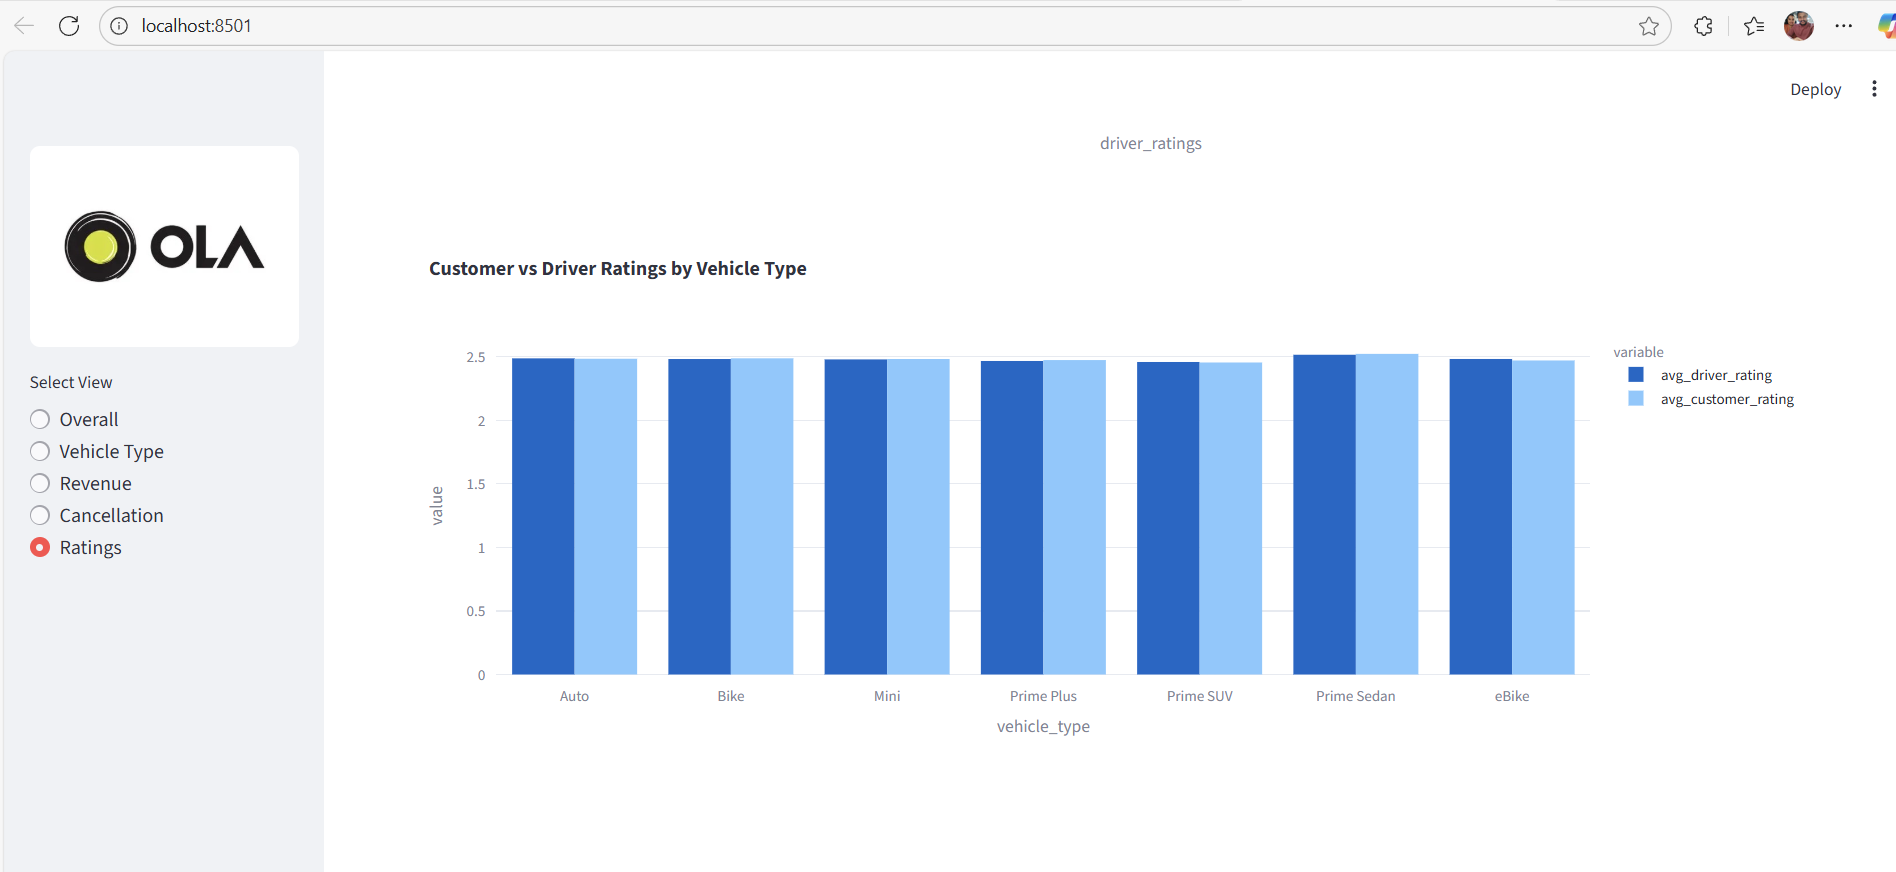 localhost:8501
Deploy
OLA
Select View
Overall
Vehicle Type
Revenue
Cancellation
Ratings
driver_ratings
Customer vs Driver Ratings by Vehicle Type
value
2.5
2
1.5
1
0.5
0
Auto Bike Mini Prime Plus Prime SUV Prime Sedan eBike
vehicle_type
variable
avg_driver_rating
avg_customer_rating